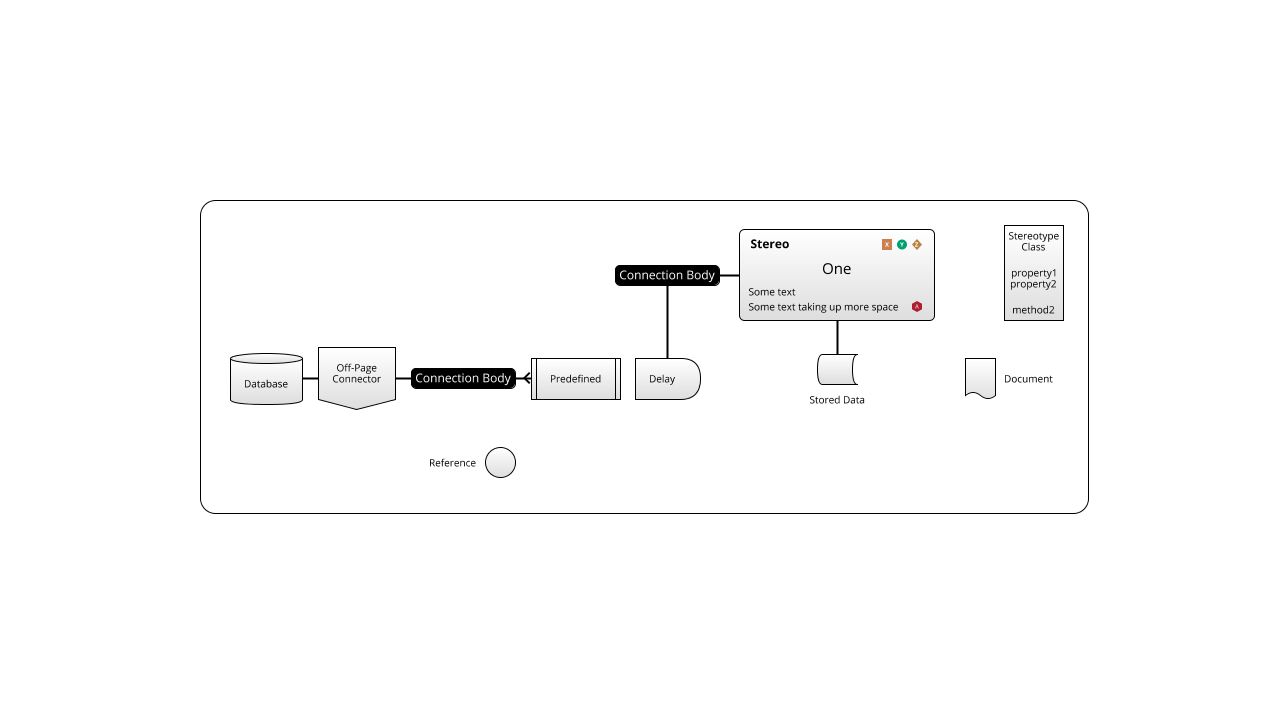 Stereo
X Y Z
One
Connection Body
Some text
Some text taking up more space
A
Stereotype
Class
property1
property2
method2
Database
Off-Page
Connector
Connection Body
Predefined
Delay
Stored Data
Document
Reference